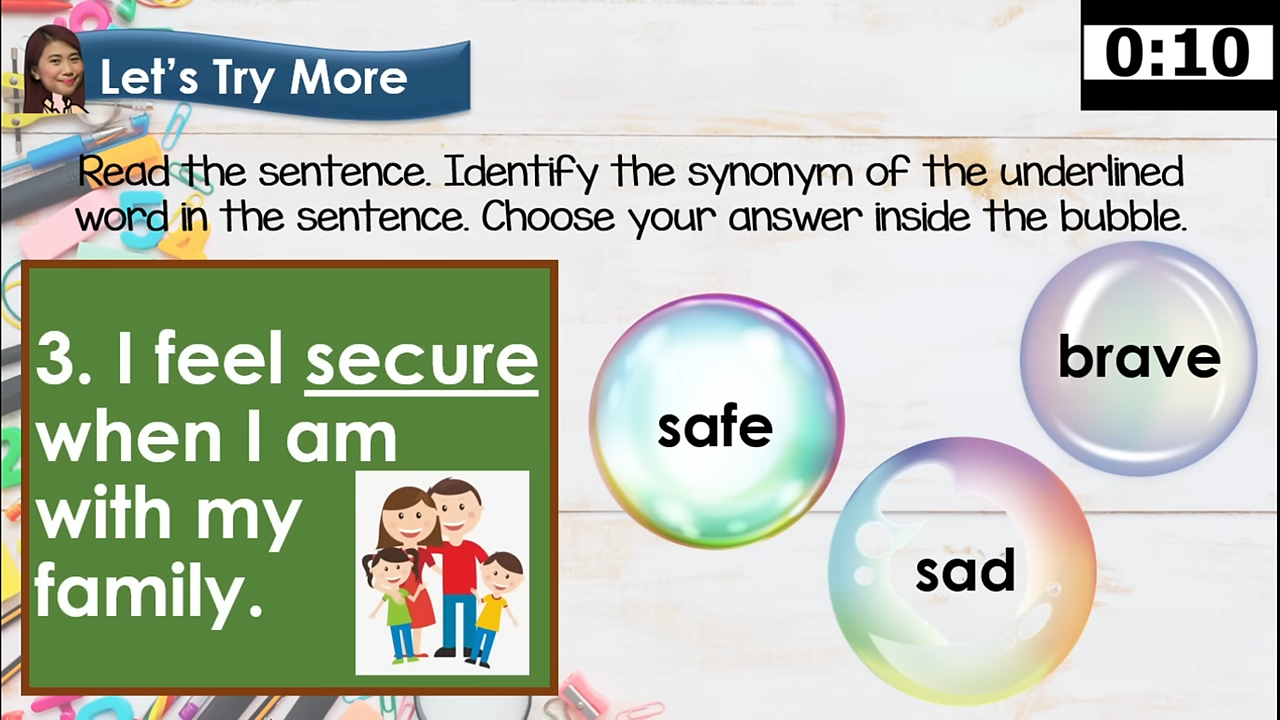 Let's Try More
0:10
Read the sentence. Identify the synonym of the underlined
word in the sentence. Choose your answer inside the bubble.
3. I feel secure
when I am
with my
family.
safe
brave
sad